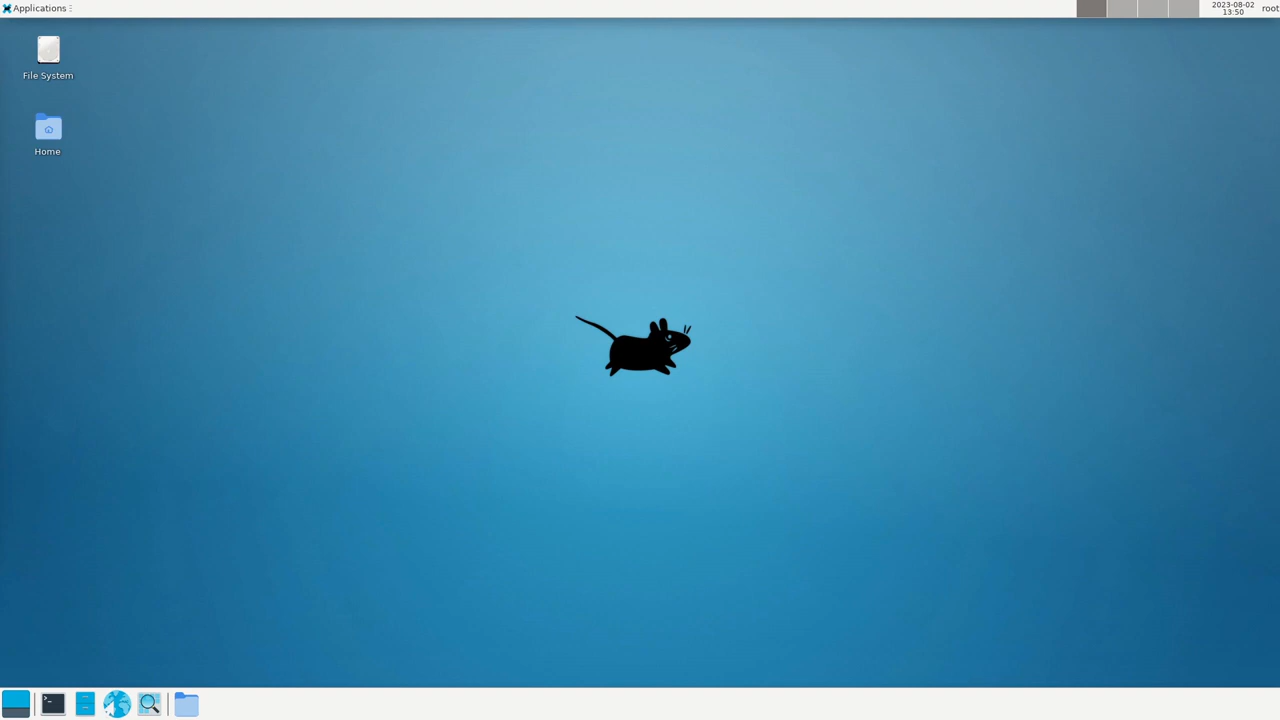 Applications
2023-08-02
13:50
root
File System
Home
>_